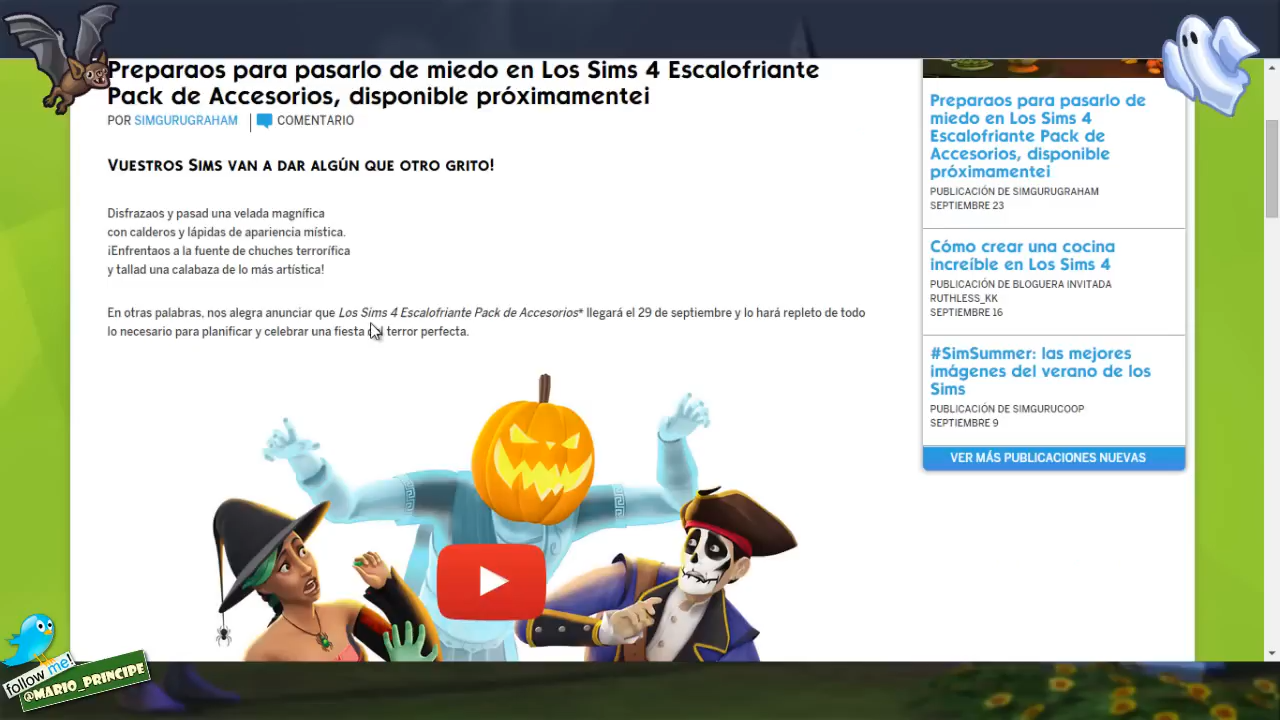 Preparaos para pasarlo de miedo en Los Sims 4 Escalofriante
Pack de Accesorios, disponible próximamentei
POR SIMGURUGRAHAM | COMENTARIO
VUESTROS SIMS VAN A DAR ALGÚN QUE OTRO GRITO!
Disfrazaos y pasad una velada magnífica
con calderos y lápidas de apariencia mística.
¡Enfrentaos a la fuente de chuches terrorífica
y tallad una calabaza de lo más artística!
En otras palabras, nos alegra anunciar que Los Sims 4 Escalofriante Pack de Accesorios* llegará el 29 de septiembre y lo hará repleto de todo
lo necesario para planificar y celebrar una fiesta del terror perfecta.
Preparaos para pasarlo de
miedo en Los Sims 4
Escalofriante Pack de
Accesorios, disponible
próximamentei
PUBLICACIÓN DE SIMGURUGRAHAM
SEPTIEMBRE 23
Cómo crear una cocina
increíble en Los Sims 4
PUBLICACIÓN DE BLOGUERA INVITADA
RUTHLESS_KK
SEPTIEMBRE 16
#SimSummer: las mejores
imágenes del verano de los
Sims
PUBLICACIÓN DE SIMGURUCOOP
SEPTIEMBRE 9
VER MÁS PUBLICACIONES NUEVAS
follow me!
@MARIO_PRINCIPE